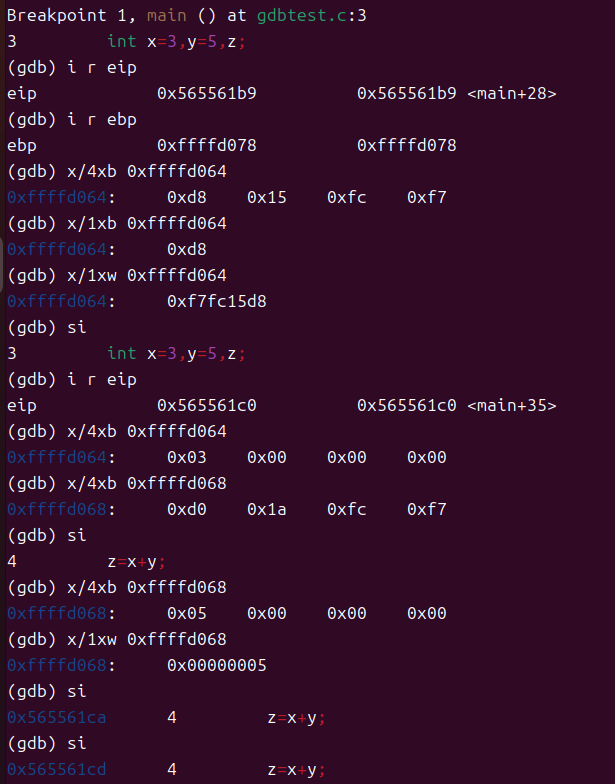 Breakpoint 1, main () at gdbtest.c:3
3 int x=3,y=5,z;
(gdb) i r eip
eip 0x565561b9 0x565561b9 <main+28>
(gdb) i r ebp
ebp 0xffffd078 0xffffd078
(gdb) x/4xb 0xffffd064
0xffffd064: 0xd8 0x15 0xfc 0xf7
(gdb) x/1xb 0xffffd064
0xffffd064: 0xd8
(gdb) x/1xw 0xffffd064
0xffffd064: 0xf7fc15d8
(gdb) si
3 int x=3,y=5,z;
(gdb) i r eip
eip 0x565561c0 0x565561c0 <main+35>
(gdb) x/4xb 0xffffd064
0xffffd064: 0x03 0x00 0x00 0x00
(gdb) x/4xb 0xffffd068
0xffffd068: 0xd0 0x1a 0xfc 0xf7
(gdb) si
4 z=x+y;
(gdb) x/4xb 0xffffd068
0xffffd068: 0x05 0x00 0x00 0x00
(gdb) x/1xw 0xffffd068
0xffffd068: 0x00000005
(gdb) si
0x565561ca 4 z=x+y;
(gdb) si
0x565561cd 4 z=x+y;